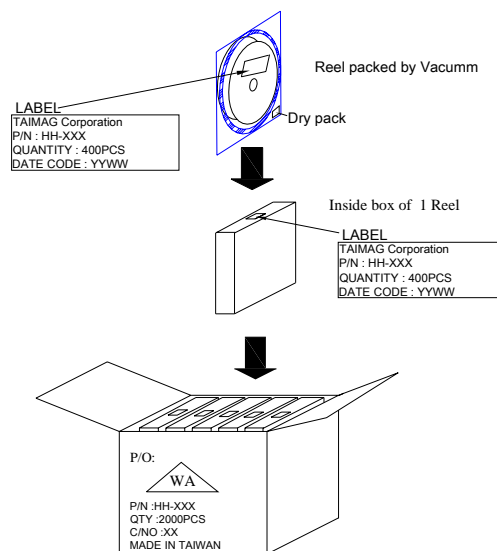 Reel packed by Vacumm
LABEL
TAIMAG Corporation
P/N : HH-XXX
QUANTITY : 400PCS
DATE CODE : YYWW
Dry pack
Inside box of 1 Reel
LABEL
TAIMAG Corporation
P/N : HH-XXX
QUANTITY : 400PCS
DATE CODE : YYWW
P/O:
WA
P/N :HH-XXX
QTY :2000PCS
C/NO :XX
MADE IN TAIWAN